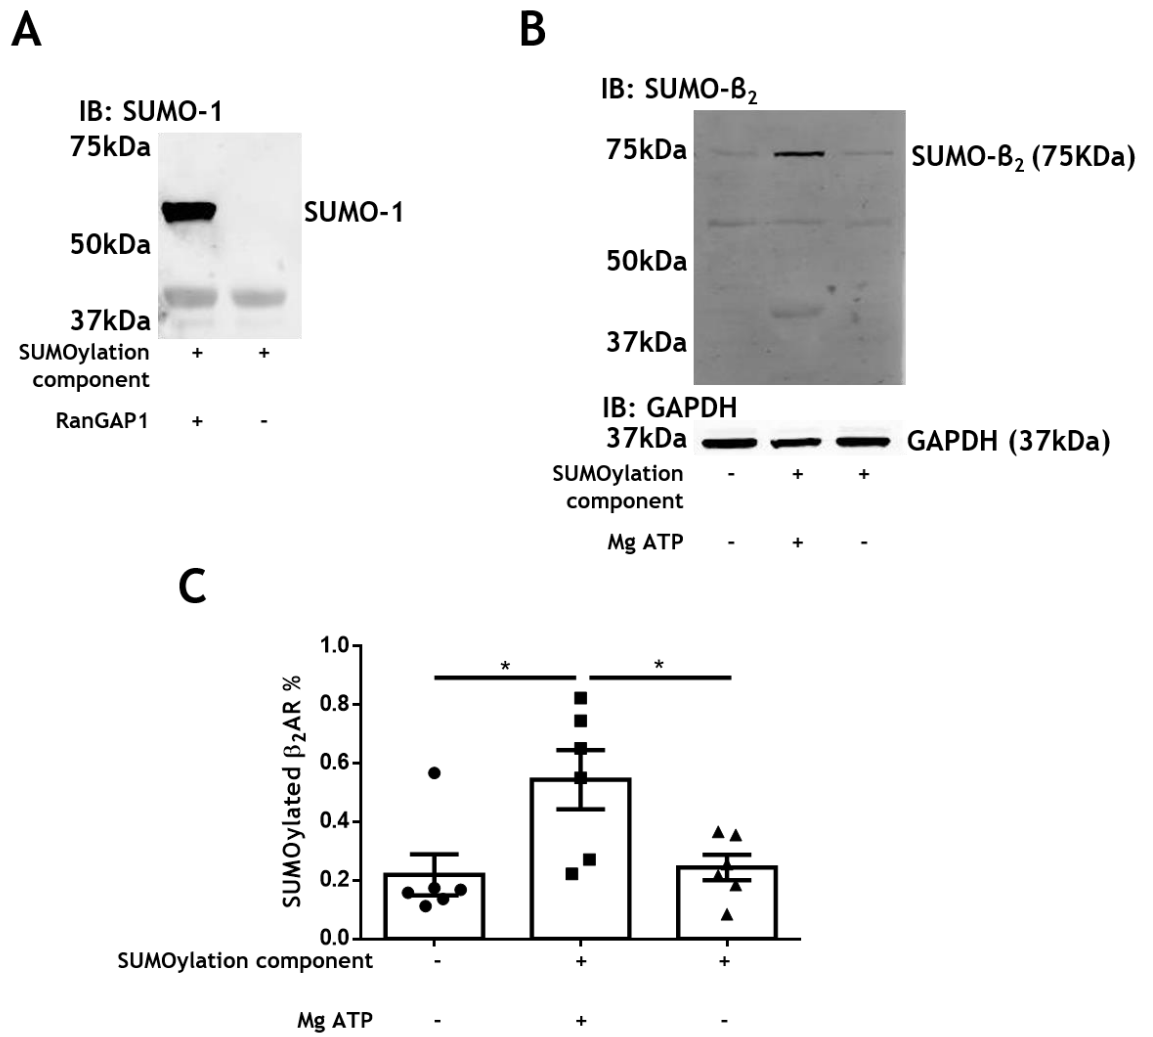 A
IB: SUMO-1
75kDa
SUMO-1
50kDa
37kDa
SUMOylation + +
component
RanGAP1 + -
B
IB: SUMO-ß₂
75kDa SUMO-ß₂ (75KDa)
50kDa
37kDa
IB: GAPDH
37kDa GAPDH (37kDa)
SUMOylation - + +
component
Mg ATP - + -
C
SUMOylated β₂AR %
1.0
* *
0.8
0.6
0.4
0.2
0.0
SUMOylation component - + +
Mg ATP - + -